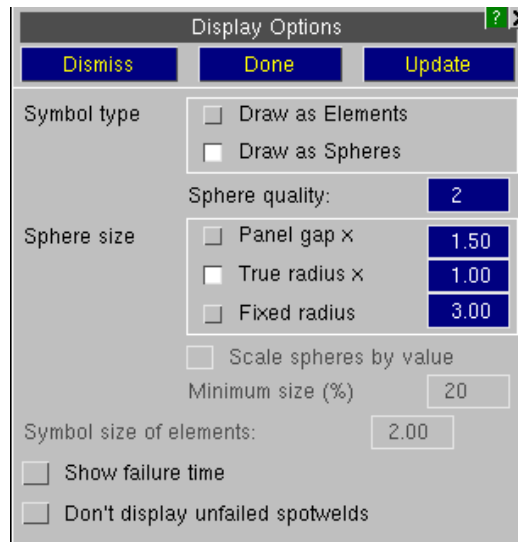 Display Options ?
Dismiss Done Update
Symbol type Draw as Elements
Draw as Spheres
Sphere quality: 2
Sphere size Panel gap x 1.50
True radius x 1.00
Fixed radius 3.00
Scale spheres by value
Minimum size (%) 20
Symbol size of elements: 2.00
Show failure time
Don't display unfailed spotwelds